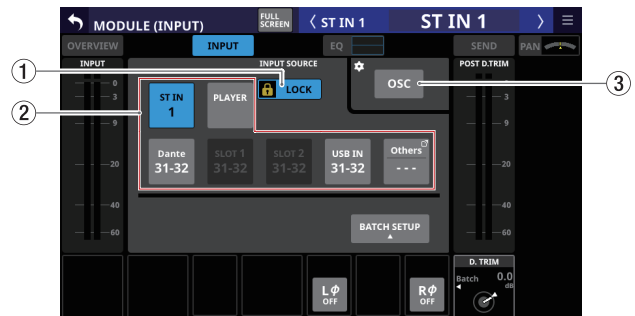 MODULE (INPUT)
FULL SCREEN
ST IN 1
ST IN 1
OVERVIEW
INPUT
EQ
SEND
PAN
INPUT
INPUT SOURCE
POST D.TRIM
1
LOCK
OSC
3
2
ST IN
1
PLAYER
0
3
9
20
40
60
0
3
9
20
40
60
Dante
31-32
SLOT 1
31-32
SLOT 2
31-32
USB IN
31-32
Others
---
BATCH SETUP
LΦ
OFF
RΦ
OFF
D. TRIM
Batch
0.0
dB